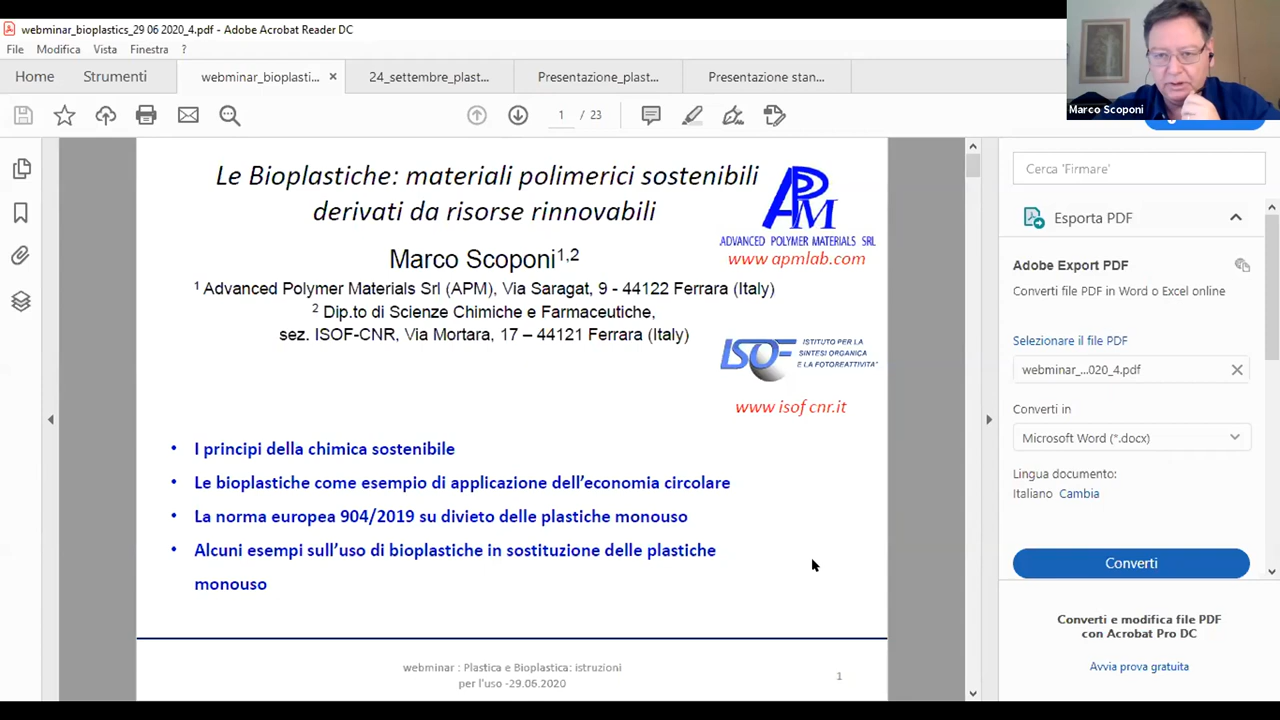 webminar_bioplastics_29 06 2020_4.pdf - Adobe Acrobat Reader DC
File Modifica Vista Finestra ?
Home Strumenti webminar_bioplasti... × 24_settembre_plast... Presentazione_plast... Presentazione stan...
Marco Scoponi
1 / 23
Le Bioplastiche: materiali polimerici sostenibili
derivati da risorse rinnovabili
APM
ADVANCED POLYMER MATERIALS SRL
www.apmlab.com
Marco Scoponi1,2
1 Advanced Polymer Materials Srl (APM), Via Saragat, 9 - 44122 Ferrara (Italy)
2 Dip.to di Scienze Chimiche e Farmaceutiche,
sez. ISOF-CNR, Via Mortara, 17 – 44121 Ferrara (Italy)
ISOF
ISTITUTO PER LA
SINTESI ORGANICA
E LA FOTOREATTIVITA'
www isof cnr.it
• I principi della chimica sostenibile
• Le bioplastiche come esempio di applicazione dell'economia circolare
• La norma europea 904/2019 su divieto delle plastiche monouso
• Alcuni esempi sull'uso di bioplastiche in sostituzione delle plastiche
monouso
webminar : Plastica e Bioplastica: istruzioni
per l'uso -29.06.2020
1
Cerca 'Firmare'
Esporta PDF
Adobe Export PDF
Converti file PDF in Word o Excel online
Selezionare il file PDF
webminar_...020_4.pdf
Converti in
Microsoft Word (*.docx)
Lingua documento:
Italiano Cambia
Converti
Converti e modifica file PDF
con Acrobat Pro DC
Avvia prova gratuita